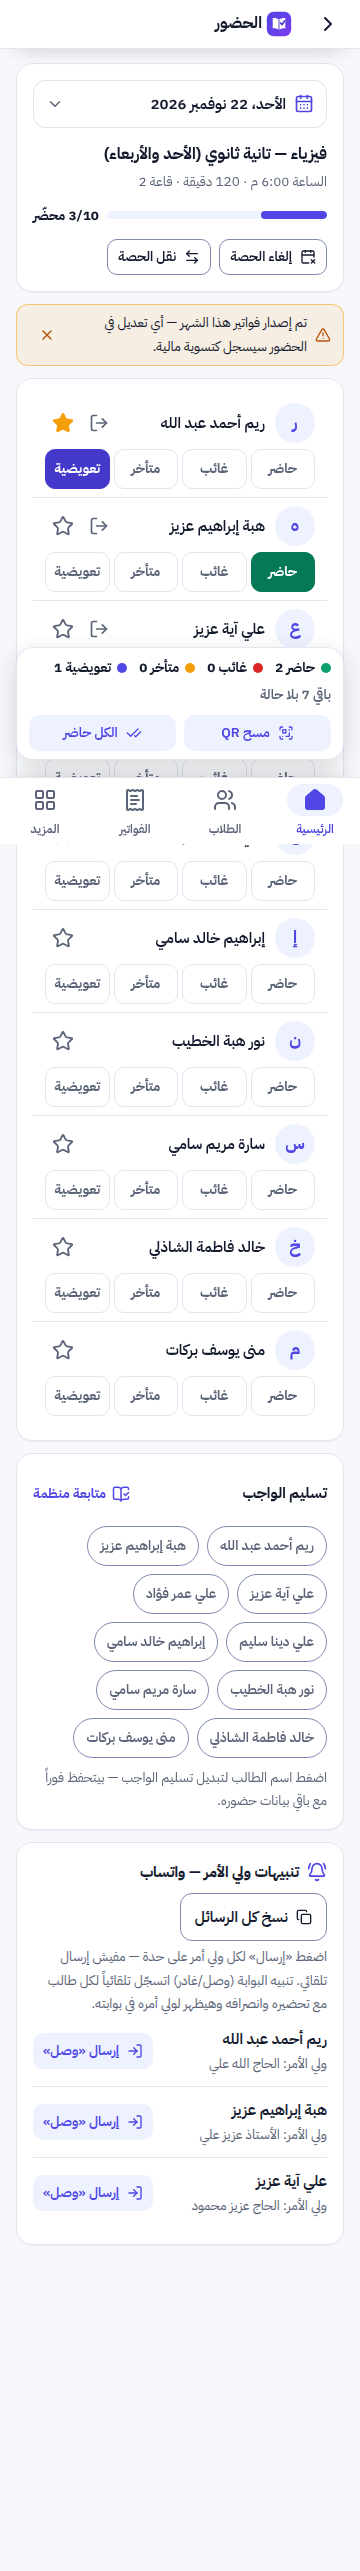 الحضور
الأحد، 22 نوفمبر 2026
فيزياء — تانية ثانوي (الأحد والأربعاء)
الساعة 6:00 م · 120 دقيقة · قاعة 2
3/10 محضّر
إلغاء الحصة
نقل الحصة
تم إصدار فواتير هذا الشهر — أي تعديل في
الحضور سيسجل كتسوية مالية.
ر
ريم أحمد عبد الله
حاضر غائب متأخر تعويضية
ه
هبة إبراهيم عزيز
حاضر غائب متأخر تعويضية
ع
علي آية عزيز
حاضر 2 غائب 0 متأخر 0 تعويضية 1
باقي 7 بلا حالة
مسح QR
الكل حاضر
الرئيسية الطلاب الفواتير المزيد
حاضر غائب متأخر تعويضية
إ
إبراهيم خالد سامي
حاضر غائب متأخر تعويضية
ن
نور هبة الخطيب
حاضر غائب متأخر تعويضية
س
سارة مريم سامي
حاضر غائب متأخر تعويضية
خ
خالد فاطمة الشاذلي
حاضر غائب متأخر تعويضية
م
منى يوسف بركات
حاضر غائب متأخر تعويضية
تسليم الواجب
متابعة منظمة
ريم أحمد عبد الله
هبة إبراهيم عزيز
علي آية عزيز
علي عمر فؤاد
علي دينا سليم
إبراهيم خالد سامي
نور هبة الخطيب
سارة مريم سامي
خالد فاطمة الشاذلي
منى يوسف بركات
اضغط اسم الطالب لتبديل تسليم الواجب — بيتحفظ فوراً
مع باقي بيانات حضوره.
تنبيهات ولي الأمر — واتساب
نسخ كل الرسائل
اضغط «إرسال» لكل ولي أمر على حدة — مفيش إرسال
تلقائي. تنبيه البوابة (وصل/غادر) اتسجّل تلقائياً لكل طالب
مع تحضيره وانصرافه وهيظهر لولي أمره في بوابته.
ريم أحمد عبد الله
ولي الأمر: الحاج الله علي
إرسال «وصل»
هبة إبراهيم عزيز
ولي الأمر: الأستاذ عزيز علي
إرسال «وصل»
علي آية عزيز
ولي الأمر: الحاج عزيز محمود
إرسال «وصل»